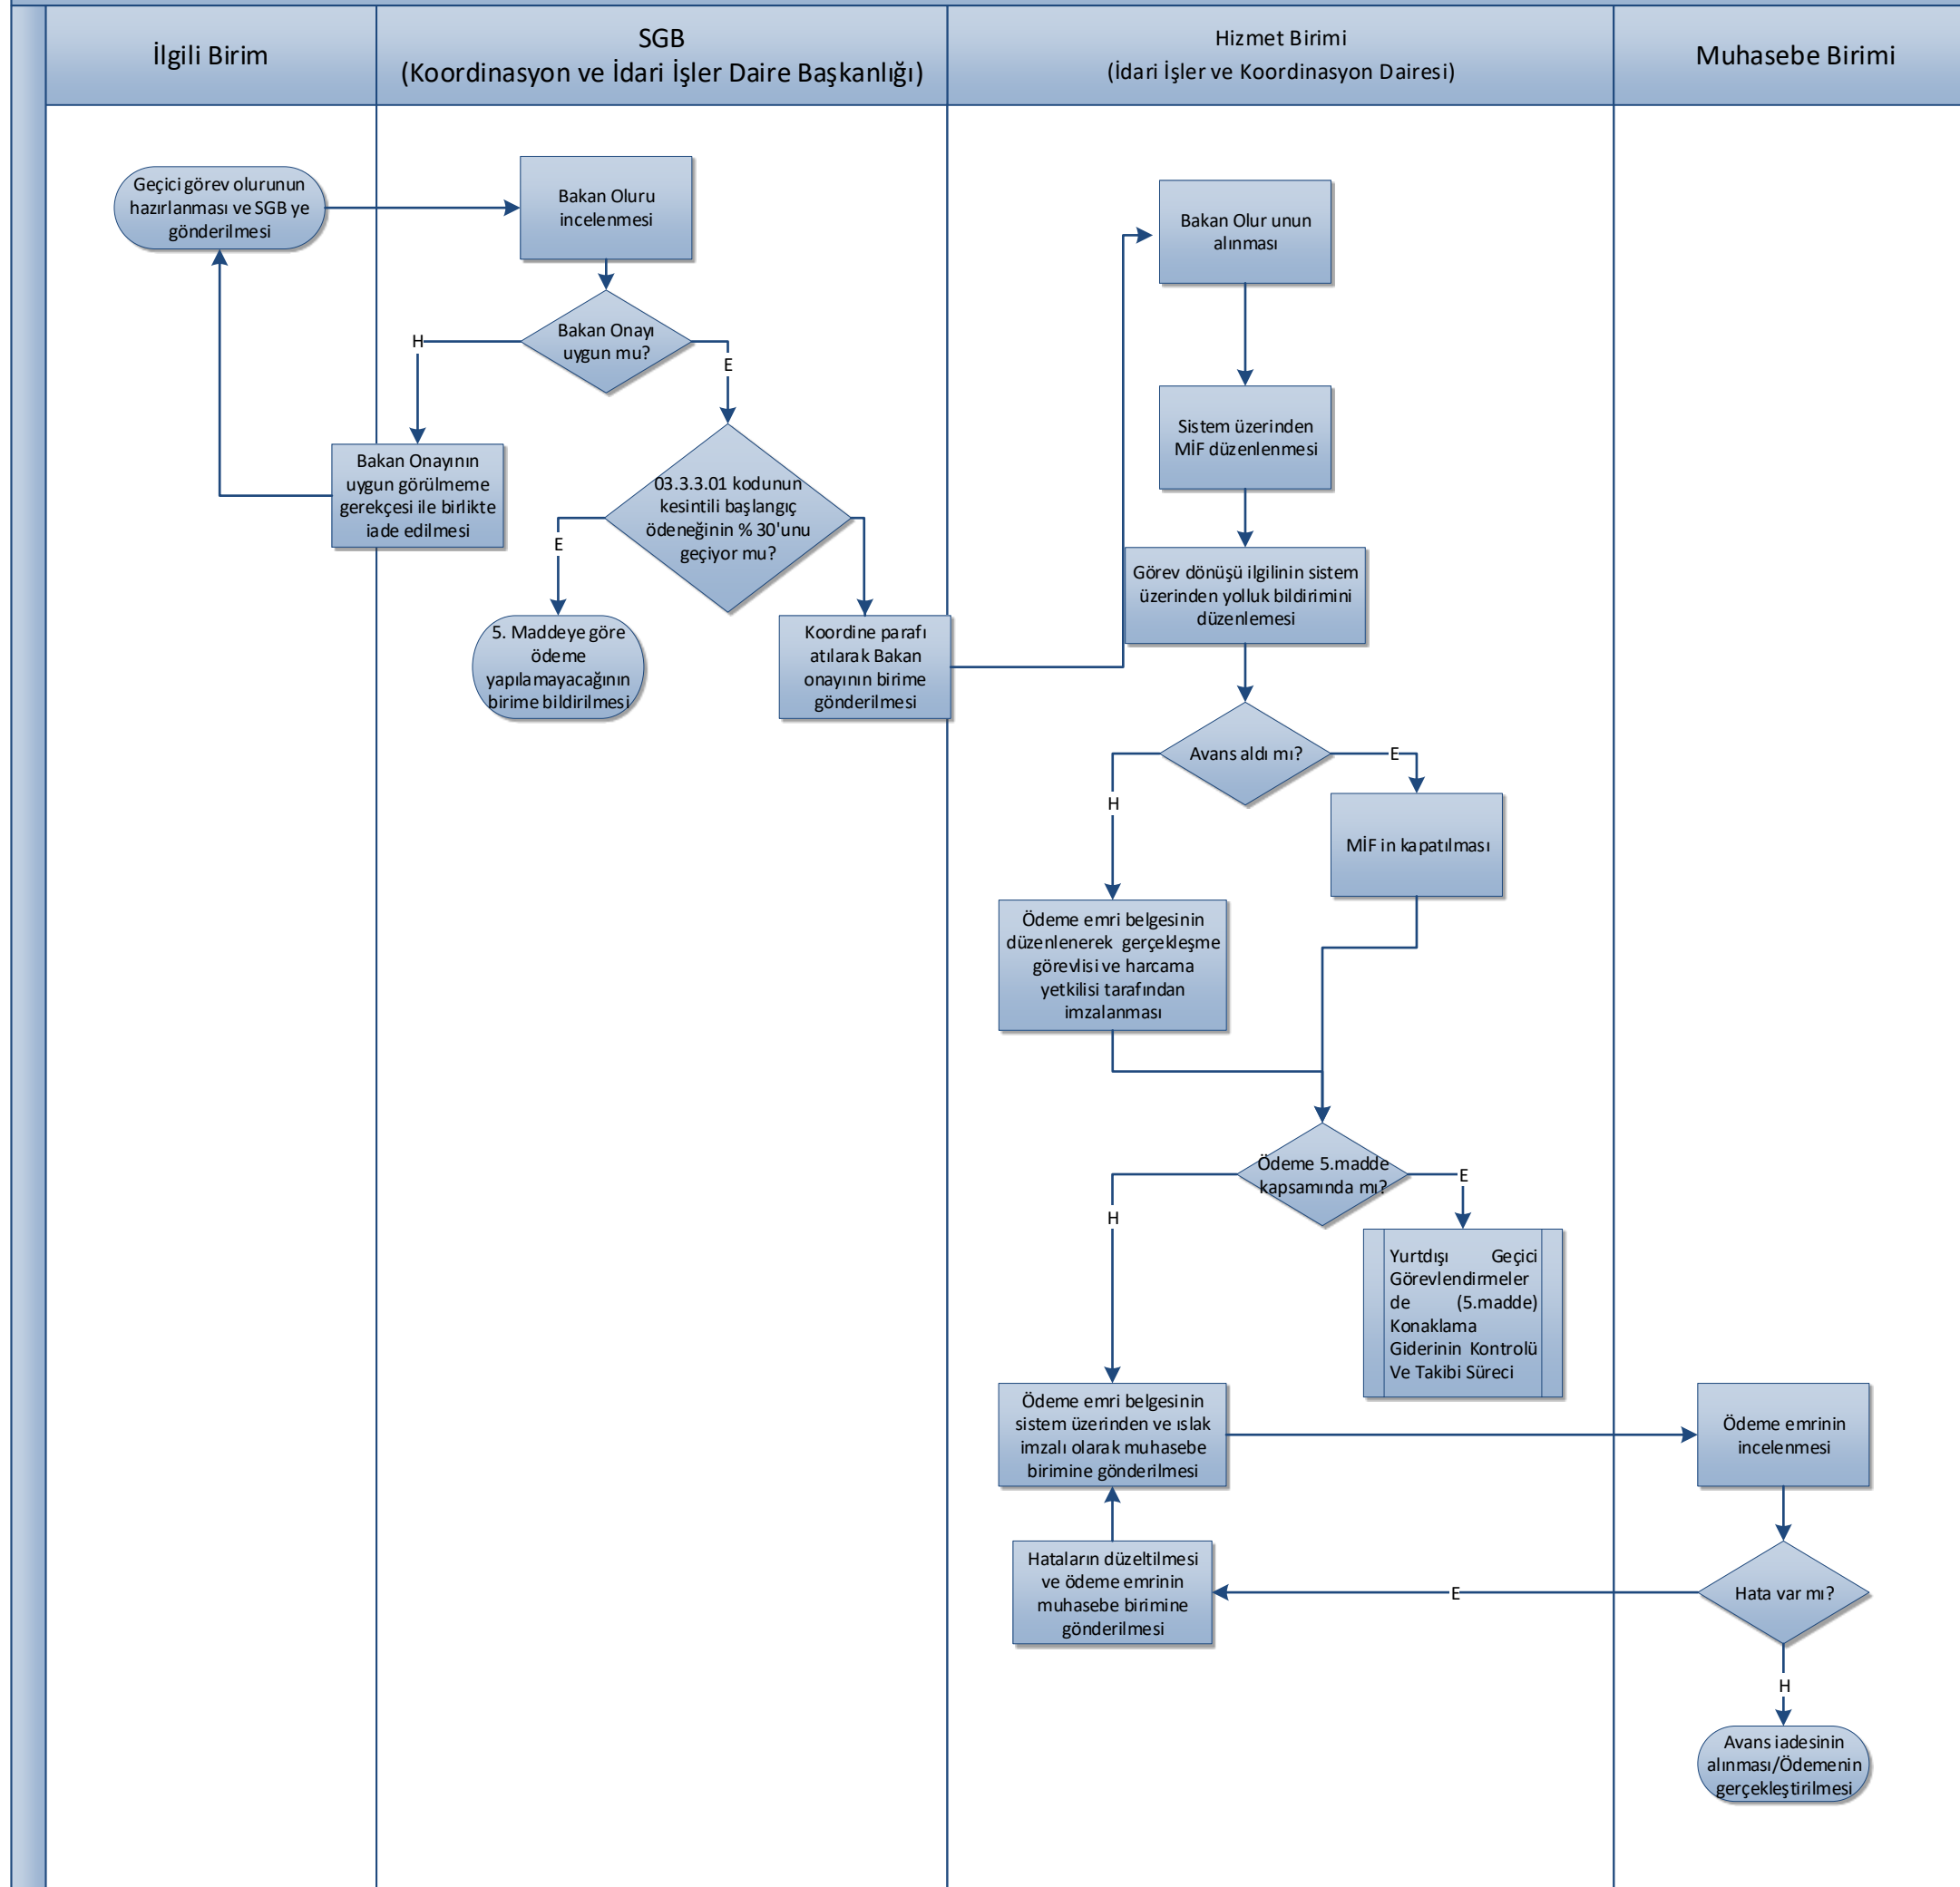 İlgili Birim
SGB
(Koordinasyon ve İdari İşler Daire Başkanlığı)
Hizmet Birimi
(İdari İşler ve Koordinasyon Dairesi)
Muhasebe Birimi
Geçici görev olurunun
hazırlanması ve SGB ye
gönderilmesi
Bakan Oluru
incelenmesi
Bakan Onayı
uygun mu?
H
E
Bakan Onayının
uygun görülmeme
gerekçesi ile birlikte
iade edilmesi
03.3.3.01 kodunun
kesintili başlangıç
ödeneğinin % 30'unu
geçiyor mu?
E
5. Maddeye göre
ödeme
yapılamayacağının
birime bildirilmesi
Koordine parafı
atılarak Bakan
onayının birime
gönderilmesi
Bakan Olur unun
alınması
Sistem üzerinden
MİF düzenlenmesi
Görev dönüşü ilgilinin sistem
üzerinden yolluk bildirimini
düzenlemesi
Avans aldı mı?
E
H
MİF in kapatılması
Ödeme emri belgesinin
düzenlenerek gerçekleşme
görevlisi ve harcama
yetkilisi tarafından
imzalanması
Ödeme 5.madde
kapsamında mı?
E
H
Yurtdışı Geçici
Görevlendirmeler
de (5.madde)
Konaklama
Giderinin Kontrolü
Ve Takibi Süreci
Ödeme emri belgesinin
sistem üzerinden ve ıslak
imzalı olarak muhasebe
birimine gönderilmesi
Ödeme emrinin
incelenmesi
Hataların düzeltilmesi
ve ödeme emrinin
muhasebe birimine
gönderilmesi
E
Hata var mı?
H
Avans iadesinin
alınması/Ödemenin
gerçekleştirilmesi